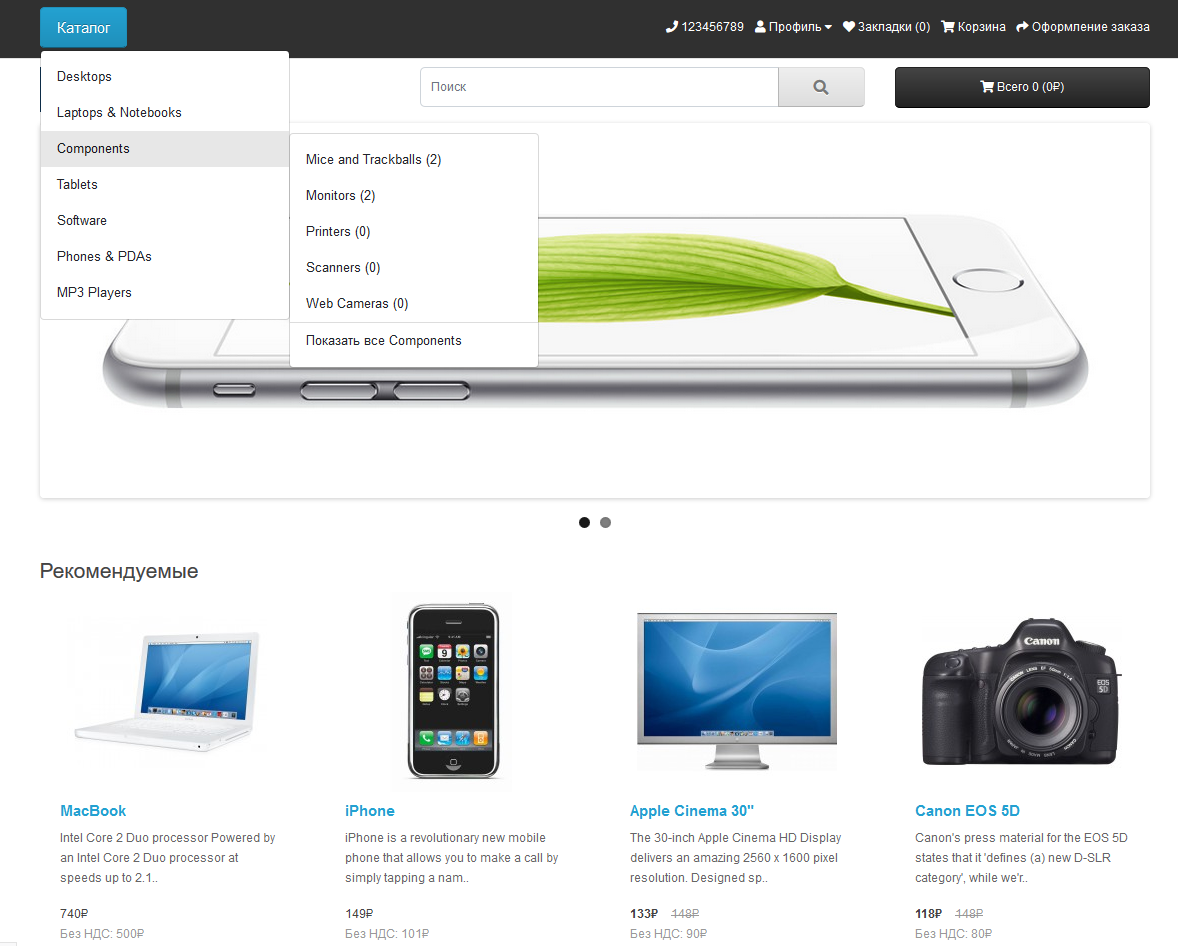 Каталог
123456789 Профиль Закладки (0) Корзина Оформление заказа
Desktops
Laptops & Notebooks
Components
Tablets
Software
Phones & PDAs
MP3 Players
Mice and Trackballs (2)
Monitors (2)
Printers (0)
Scanners (0)
Web Cameras (0)
Показать все Components
Поиск
Всего 0 (0₽)
Рекомендуемые
Canon
EOS
5D
MacBook
Intel Core 2 Duo processor Powered by
an Intel Core 2 Duo processor at
speeds up to 2.1..
740₽
Без НДС: 500₽
iPhone
iPhone is a revolutionary new mobile
phone that allows you to make a call by
simply tapping a nam..
149₽
Без НДС: 101₽
Apple Cinema 30"
The 30-inch Apple Cinema HD Display
delivers an amazing 2560 x 1600 pixel
resolution. Designed sp..
133₽ 148₽
Без НДС: 90₽
Canon EOS 5D
Canon's press material for the EOS 5D
states that it 'defines (a) new D-SLR
category', while we'r..
118₽ 148₽
Без НДС: 80₽